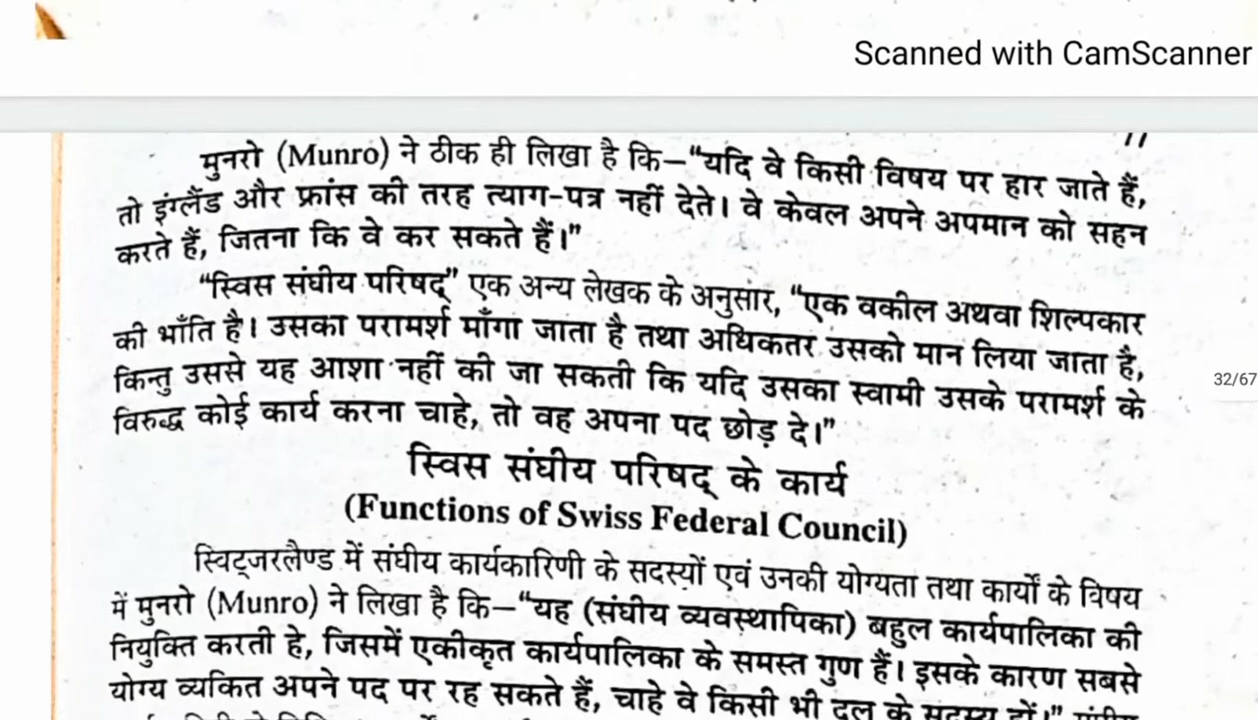 Scanned with CamScanner
मुनरो (Munro) ने ठीक ही लिखा है कि–“यदि वे किसी विषय पर हार जाते हैं,
तो इंग्लैंड और फ्रांस की तरह त्याग-पत्र नहीं देते। वे केवल अपने अपमान को सहन
करते हैं, जितना कि वे कर सकते हैं।”
“स्विस संघीय परिषद्” एक अन्य लेखक के अनुसार, “एक वकील अथवा शिल्पकार
की भाँति है। उसका परामर्श माँगा जाता है तथा अधिकतर उसको मान लिया जाता है,
32/67
किन्तु उससे यह आशा नहीं की जा सकती कि यदि उसका स्वामी उसके परामर्श के
विरुद्ध कोई कार्य करना चाहे, तो वह अपना पद छोड़ दे।”
स्विस संघीय परिषद् के कार्य
(Functions of Swiss Federal Council)
स्विट्जरलैण्ड में संघीय कार्यकारिणी के सदस्यों एवं उनकी योग्यता तथा कार्यों के विषय
में मुनरो (Munro) ने लिखा है कि–“यह (संघीय व्यवस्थापिका) बहुल कार्यपालिका की
नियुक्ति करती हे, जिसमें एकीकृत कार्यपालिका के समस्त गुण हैं। इसके कारण सबसे
योग्य व्यकित अपने पद पर रह सकते हैं, चाहे वे किसी भी दल के सदस्य हों।”